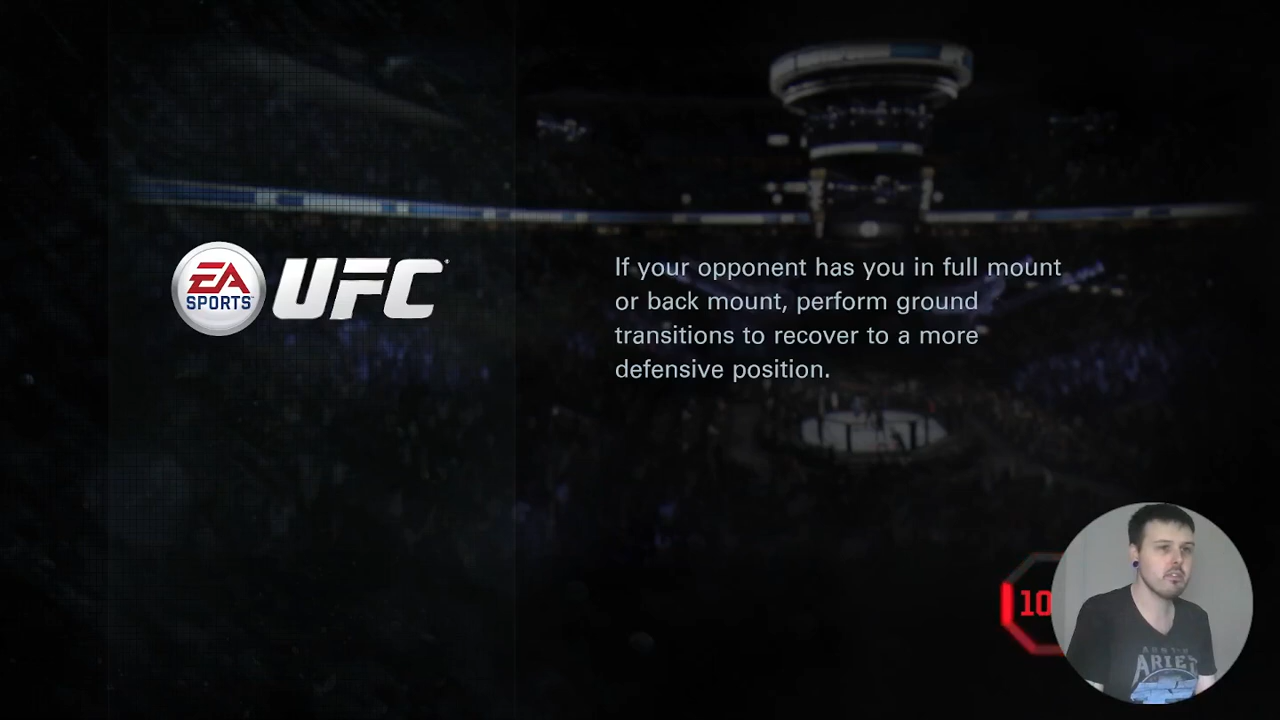 EA
SPORTS
UFC
If your opponent has you in full mount
or back mount, perform ground
transitions to recover to a more
defensive position.
10